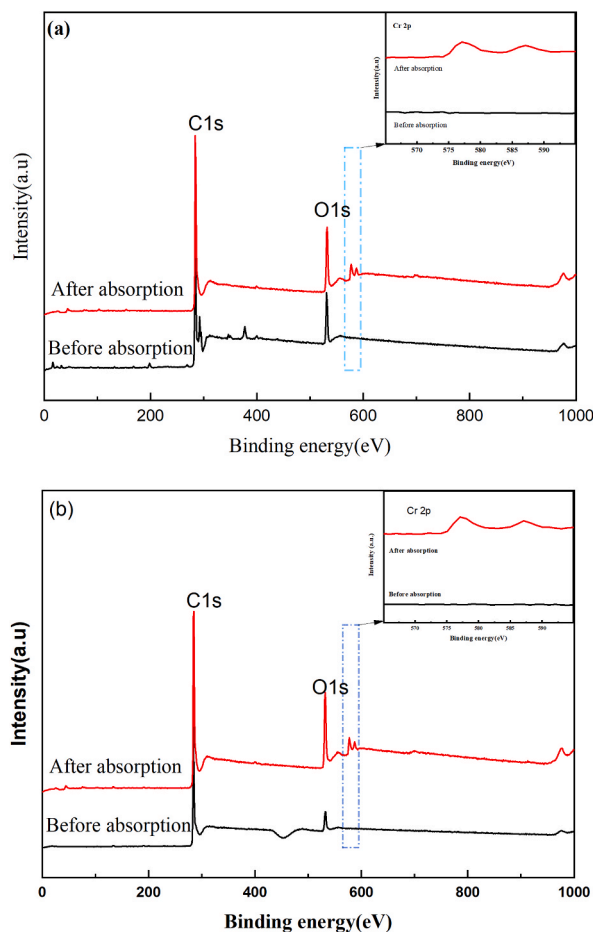 (a)
Cr 2p
After absorption
Before absorption
Intensity(a.u)
570 575 580 585 590
Binding energy(eV)
C1s
O1s
After absorption
Before absorption
Intensity(a.u)
0 200 400 600 800 1000
Binding energy(eV)
(b)
Cr 2p
After absorption
Before absorption
Intensity (a.u.)
570 575 580 585 590
Binding energy(eV)
C1s
O1s
After absorption
Before absorption
Intensity(a.u)
0 200 400 600 800 1000
Binding energy(eV)